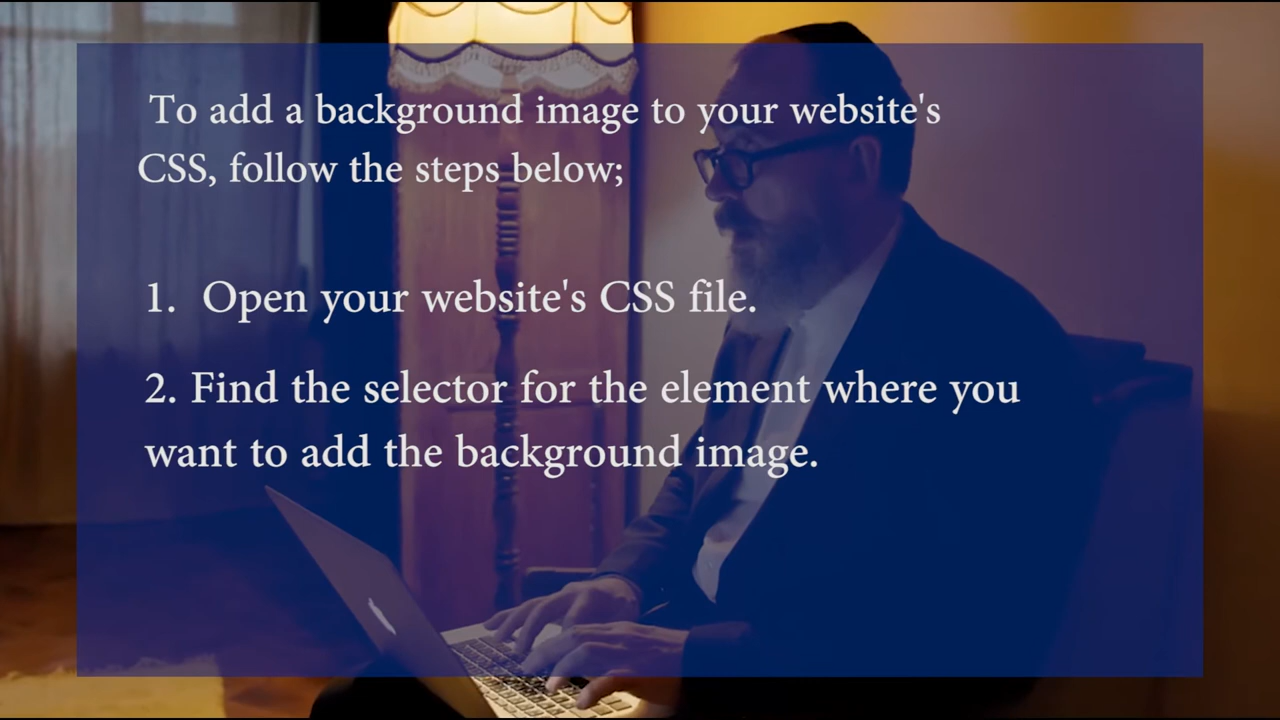 To add a background image to your website's
CSS, follow the steps below;
1. Open your website's CSS file.
2. Find the selector for the element where you
want to add the background image.